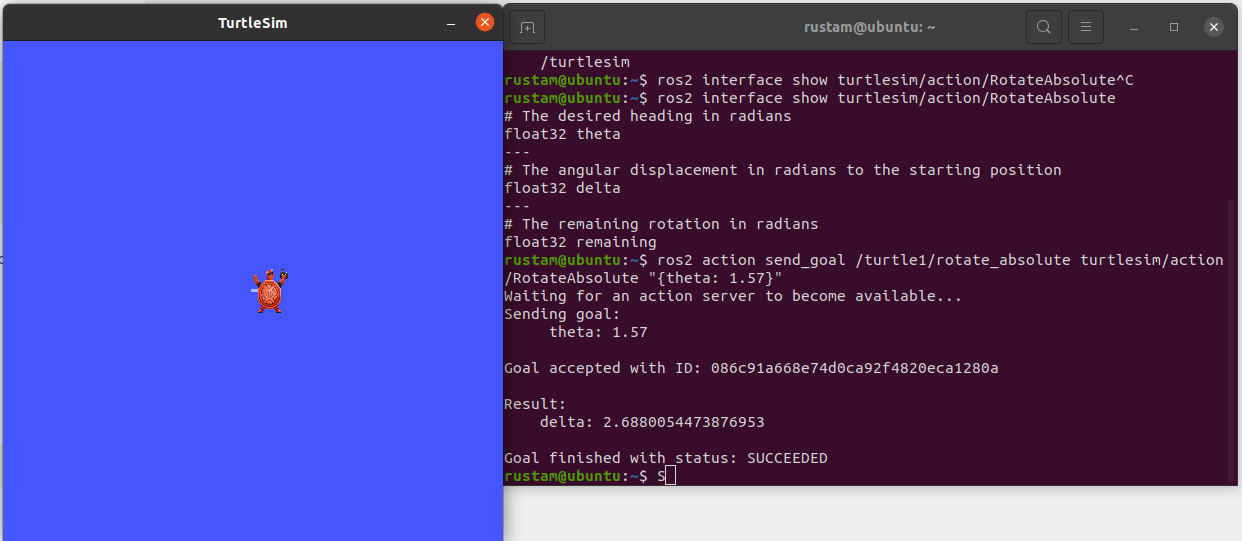 TurtleSim
rustam@ubuntu: ~
/turtlesim
rustam@ubuntu:~$ ros2 interface show turtlesim/action/RotateAbsolute^C
rustam@ubuntu:~$ ros2 interface show turtlesim/action/RotateAbsolute
# The desired heading in radians
float32 theta
---
# The angular displacement in radians to the starting position
float32 delta
---
# The remaining rotation in radians
float32 remaining
rustam@ubuntu:~$ ros2 action send_goal /turtle1/rotate_absolute turtlesim/action
/RotateAbsolute "{theta: 1.57}"
Waiting for an action server to become available...
Sending goal:
theta: 1.57
Goal accepted with ID: 086c91a668e74d0ca92f4820eca1280a
Result:
delta: 2.6880054473876953
Goal finished with status: SUCCEEDED
rustam@ubuntu:~$ S